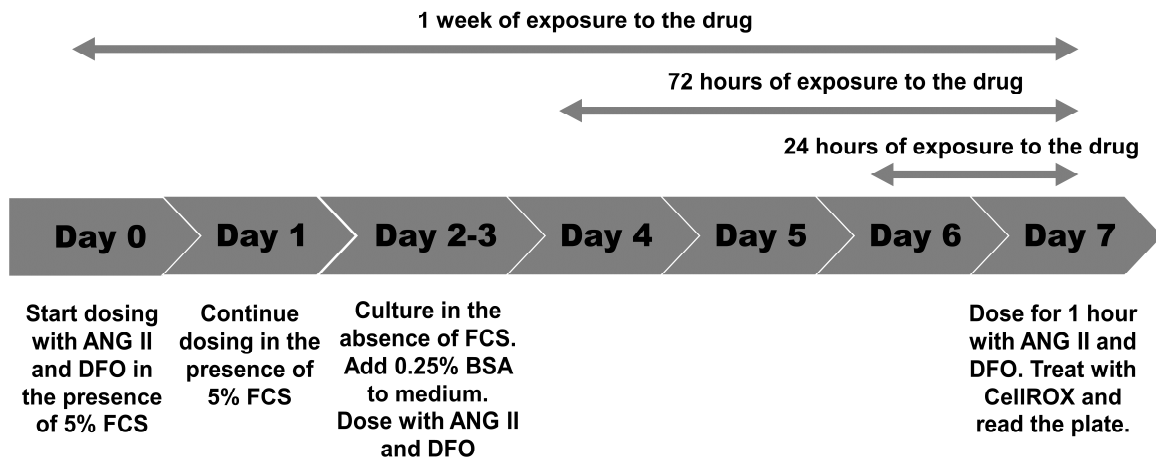 1 week of exposure to the drug
72 hours of exposure to the drug
24 hours of exposure to the drug
Day 0
Day 1
Day 2-3
Day 4
Day 5
Day 6
Day 7
Start dosing
with ANG II
and DFO in
the presence
of 5% FCS
Continue
dosing in the
presence of
5% FCS
Culture in the
absence of FCS.
Add 0.25% BSA
to medium.
Dose with ANG II
and DFO
Dose for 1 hour
with ANG II and
DFO. Treat with
CellROX and
read the plate.